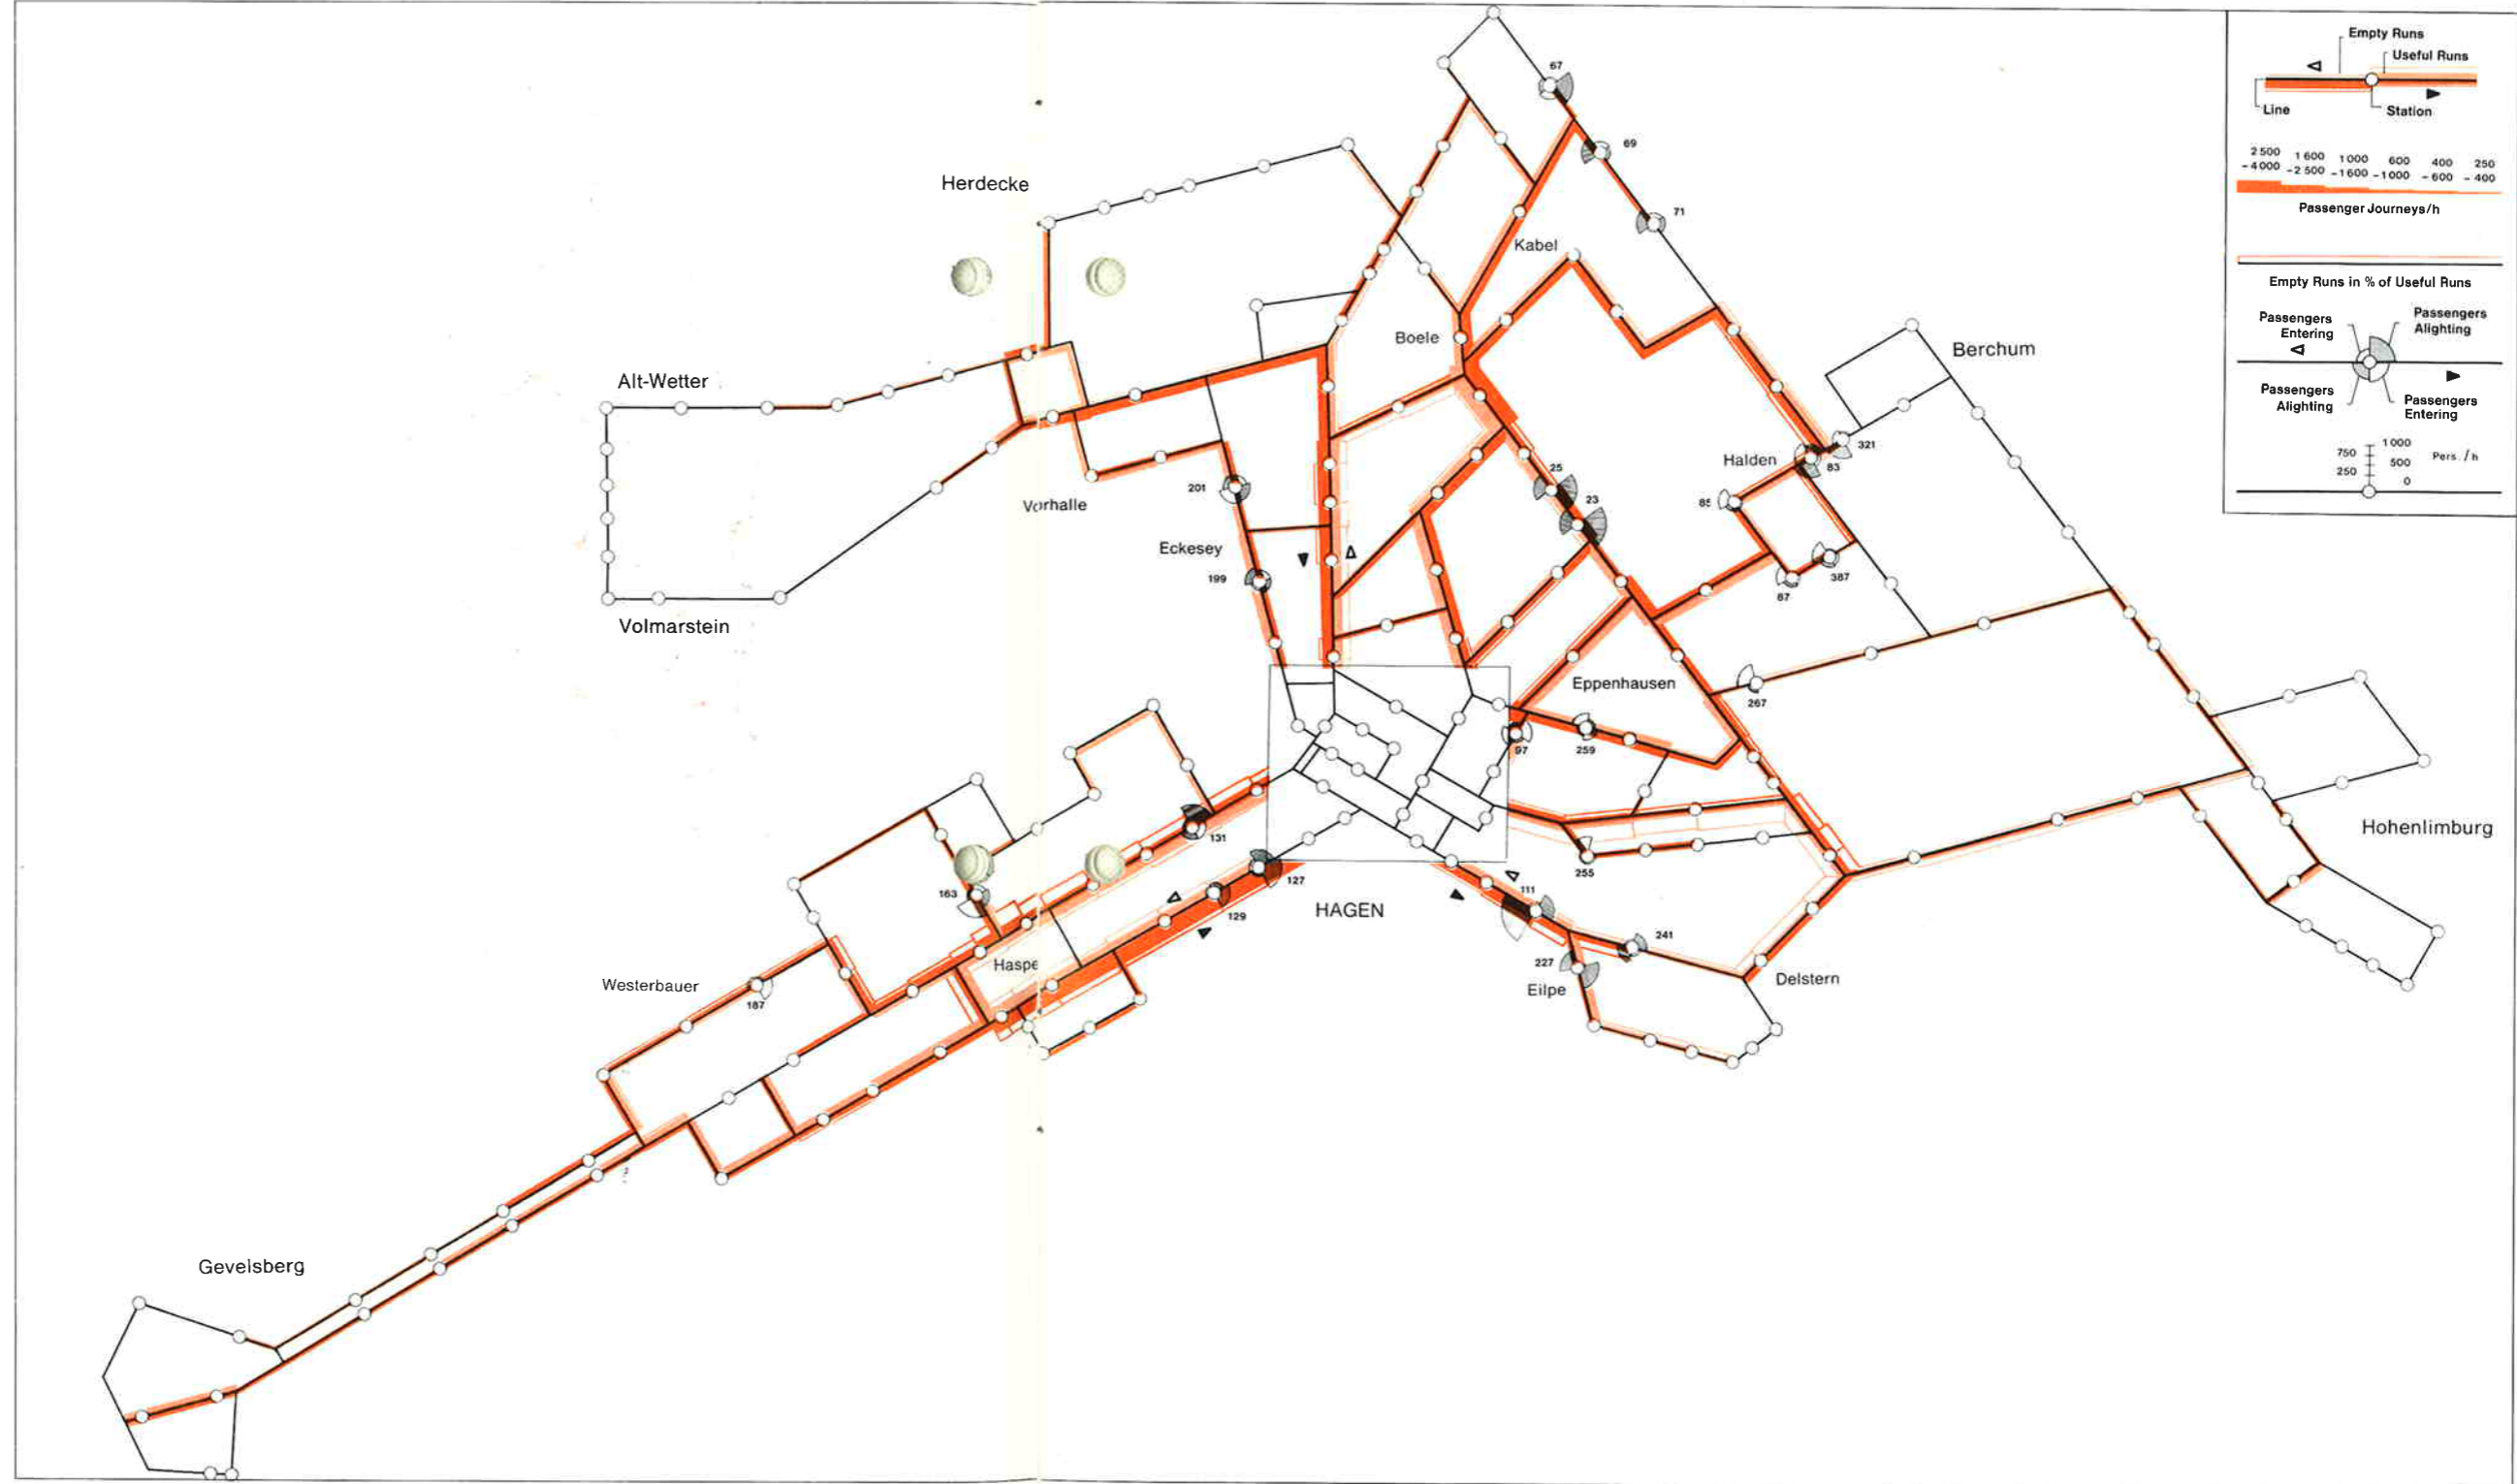 Empty Runs
Useful Runs
Line
Station
2 500 1 600 1 000 600 400 250
- 4 000 - 2 500 - 1 600 - 1 000 - 600 - 400
Passenger Journeys/h
Empty Runs in % of Useful Runs
Passengers
Entering
Passengers
Alighting
Passengers
Alighting
Passengers
Entering
1 000
750
500
250
0
Pers. / h
67
69
71
Herdecke
Kabel
Boele
Berchum
Alt-Wetter
321
Halden
83
25
23
85
201
Vorhalle
Eckesey
199
387
87
Volmarstein
Eppenhausen
267
97
259
Hohenlimburg
131
255
163
127
111
129
HAGEN
241
Haspe
227
Delstern
Westerbauer
187
Eilpe
Gevelsberg